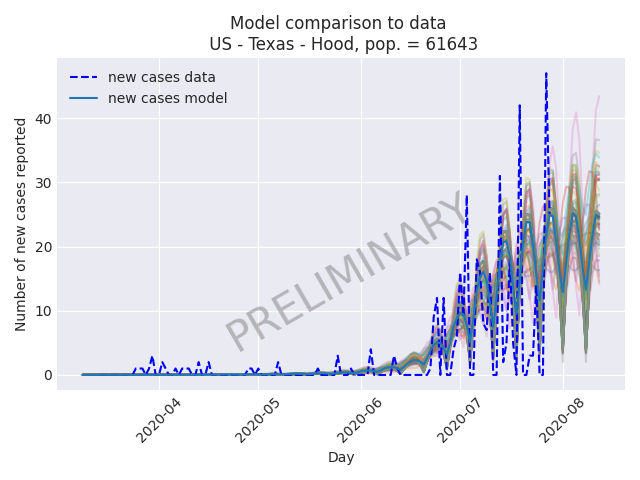 Model comparison to data
US - Texas - Hood, pop. = 61643
new cases data
new cases model
Number of new cases reported
40
30
20
10
0
PRELIMINARY
2020-04
2020-05
2020-06
2020-07
2020-08
Day